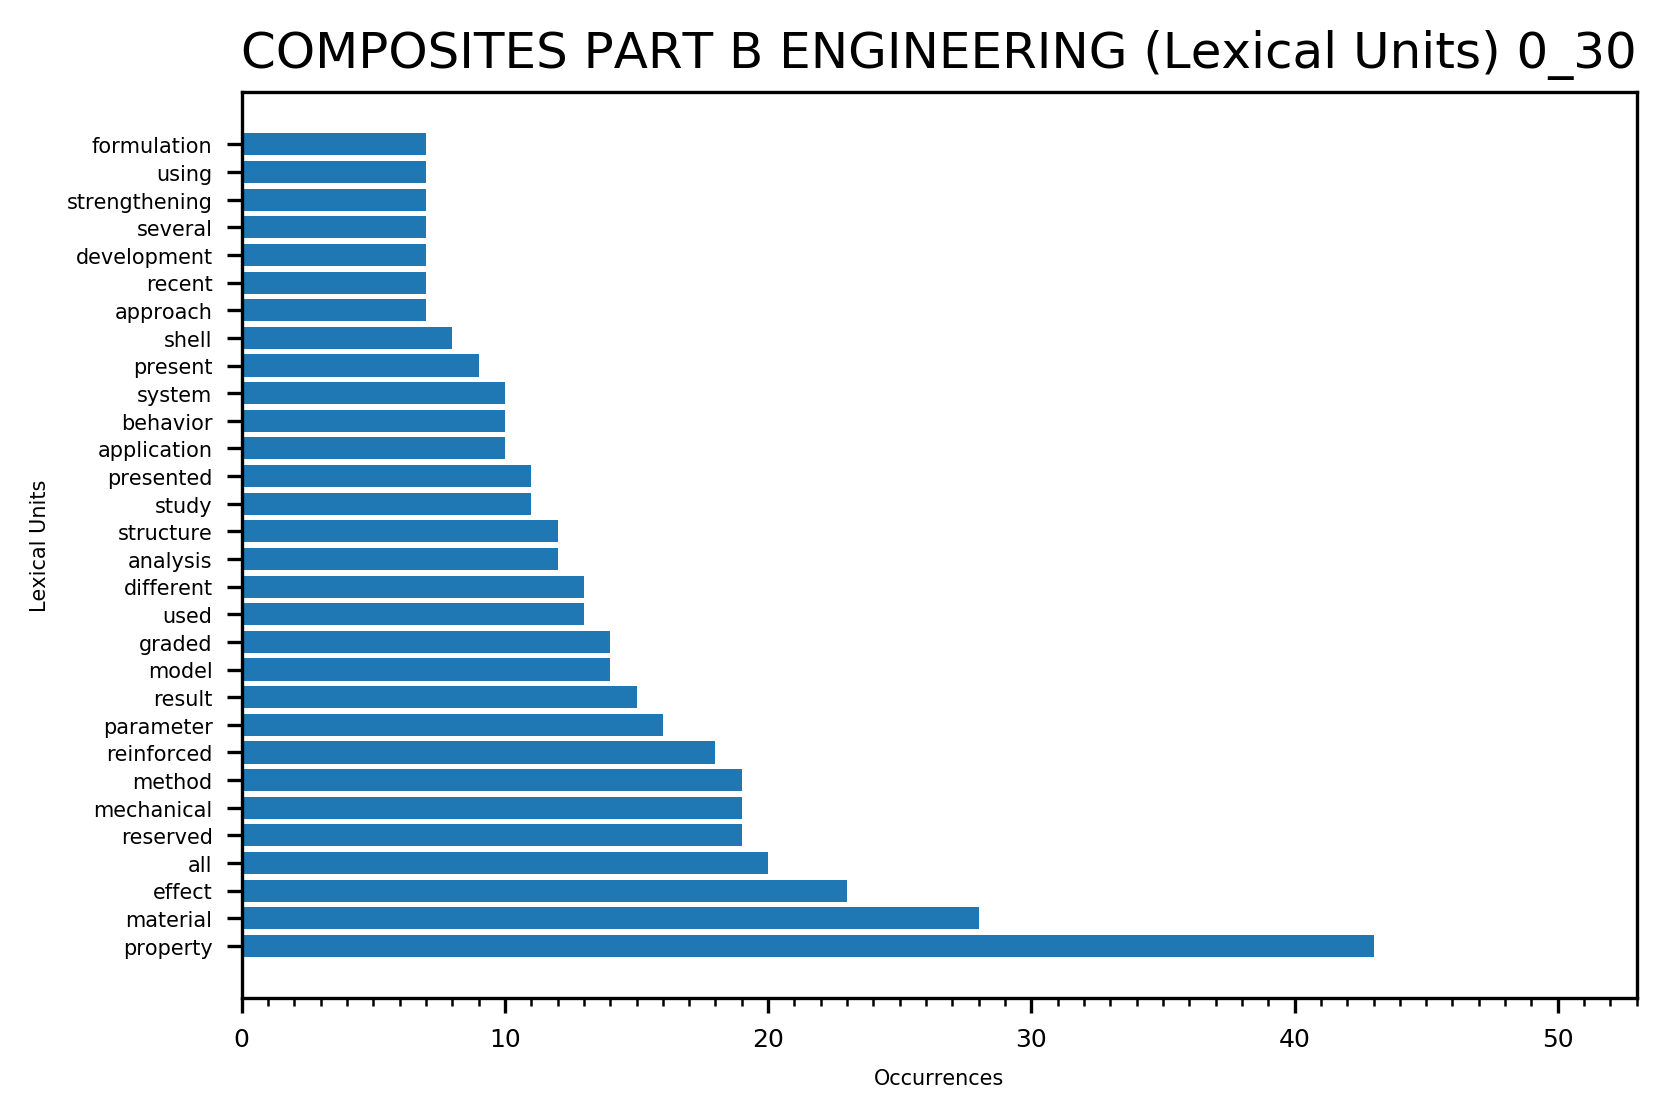 COMPOSITES PART B ENGINEERING (Lexical Units) 0_30
formulation
using
strengthening
several
development
recent
approach
shell
present
system
behavior
application
presented
study
structure
analysis
different
used
graded
model
result
parameter
reinforced
method
mechanical
reserved
all
effect
material
property
Lexical Units
0 10 20 30 40 50
Occurrences